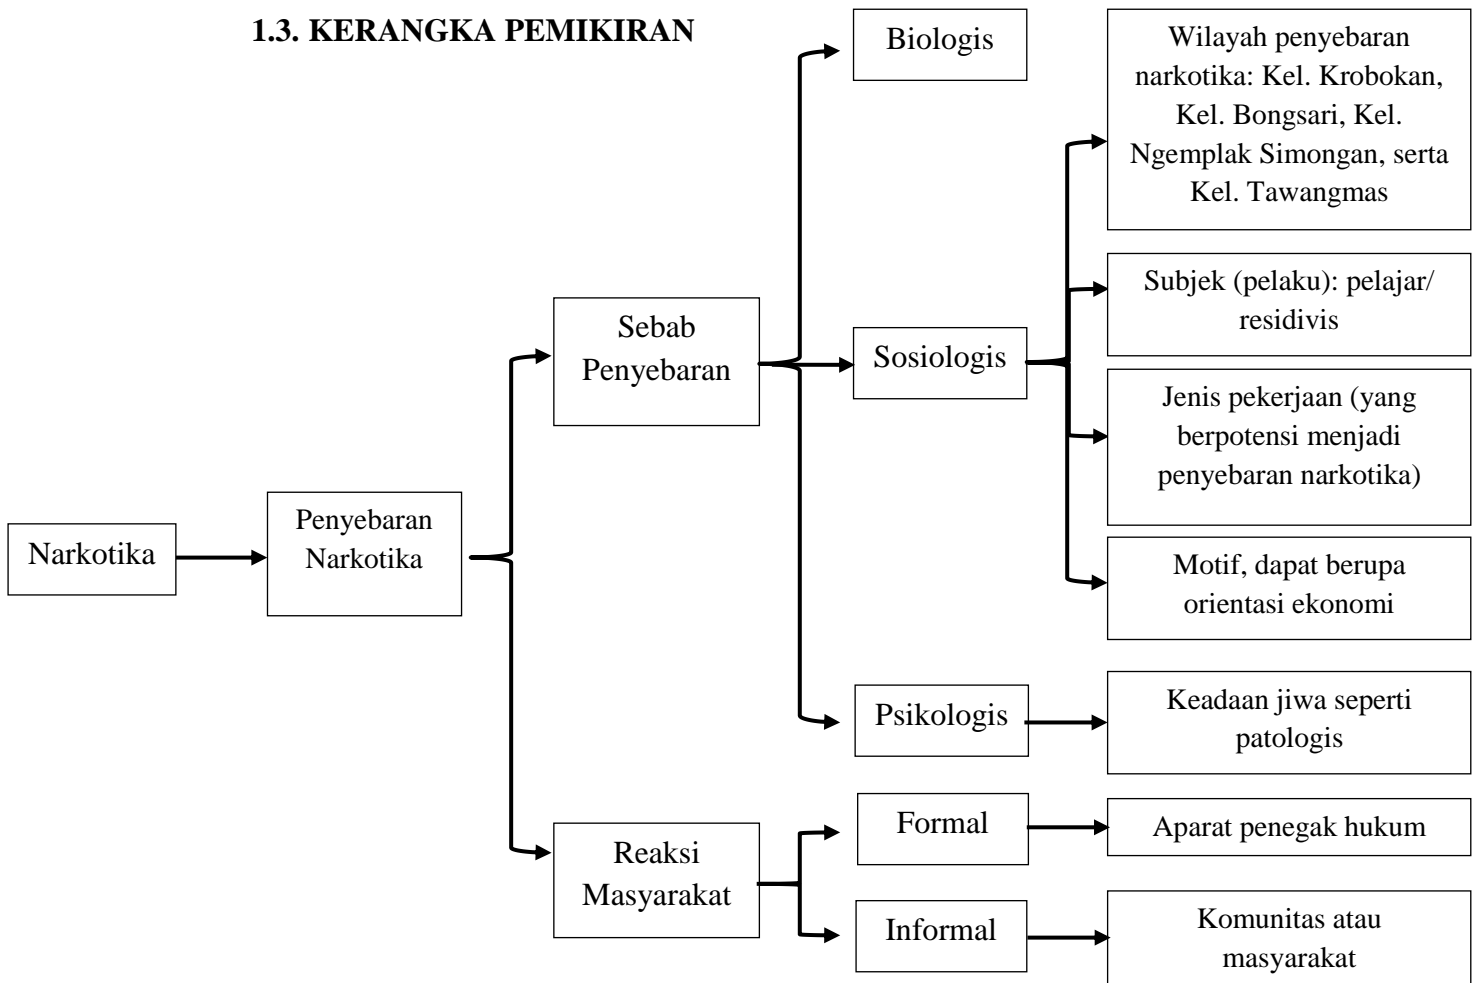 1.3. KERANGKA PEMIKIRAN
Narkotika
Penyebaran
Narkotika
Sebab
Penyebaran
Biologis
Sosiologis
Wilayah penyebaran
narkotika: Kel. Krobokan,
Kel. Bongsari, Kel.
Ngemplak Simongan, serta
Kel. Tawangmas
Subjek (pelaku): pelajar/
residivis
Jenis pekerjaan (yang
berpotensi menjadi
penyebaran narkotika)
Motif, dapat berupa
orientasi ekonomi
Psikologis
Keadaan jiwa seperti
patologis
Reaksi
Masyarakat
Formal
Aparat penegak hukum
Informal
Komunitas atau
masyarakat